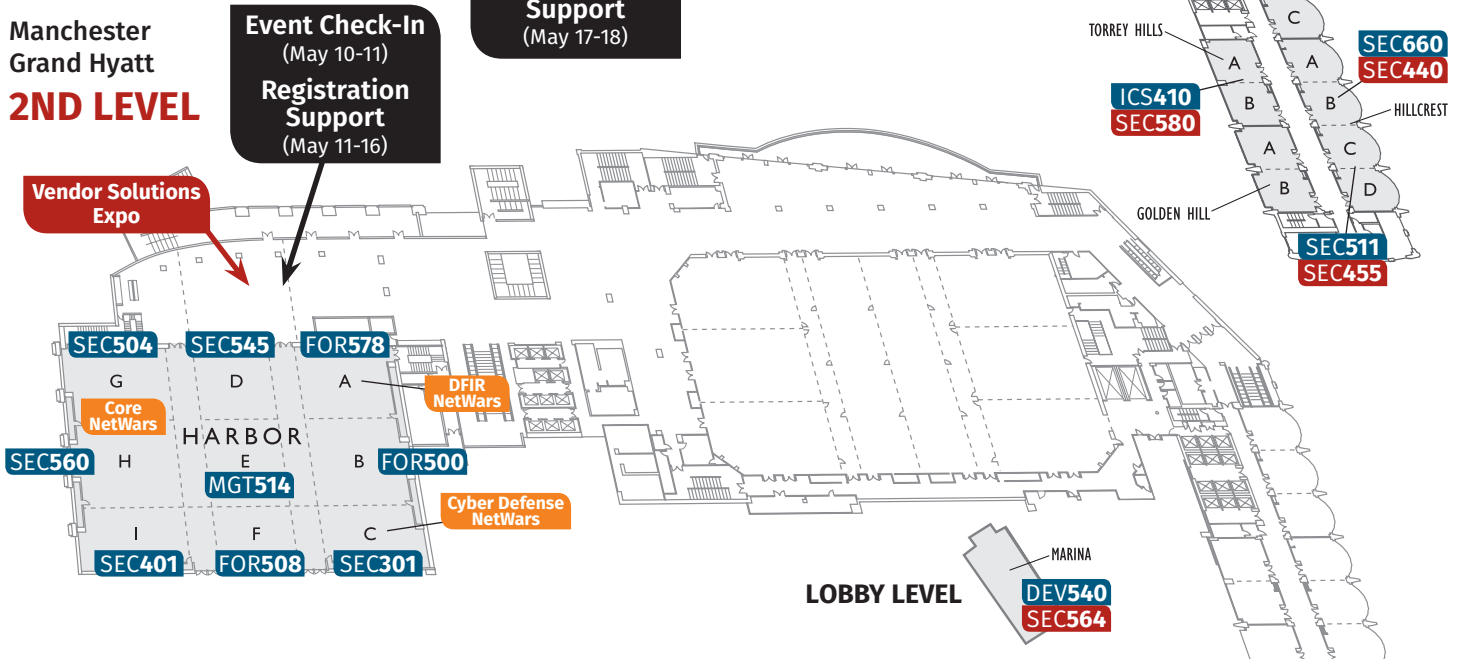 Manchester
Grand Hyatt
2ND LEVEL
Event Check-In
(May 10-11)
Registration
Support
(May 11-16)
Support
(May 17-18)
Vendor Solutions
Expo
TORREY HILLS
C
A
A
SEC660
SEC440
ICS410
SEC580
B
B
HILLCREST
A
C
B
D
GOLDEN HILL
SEC511
SEC455
SEC504
SEC545
FOR578
G
D
A
DFIR
NetWars
Core
NetWars
HARBOR
SEC560
H
E
B
FOR500
MGT514
Cyber Defense
NetWars
I
F
C
SEC401
FOR508
SEC301
LOBBY LEVEL
MARINA
DEV540
SEC564